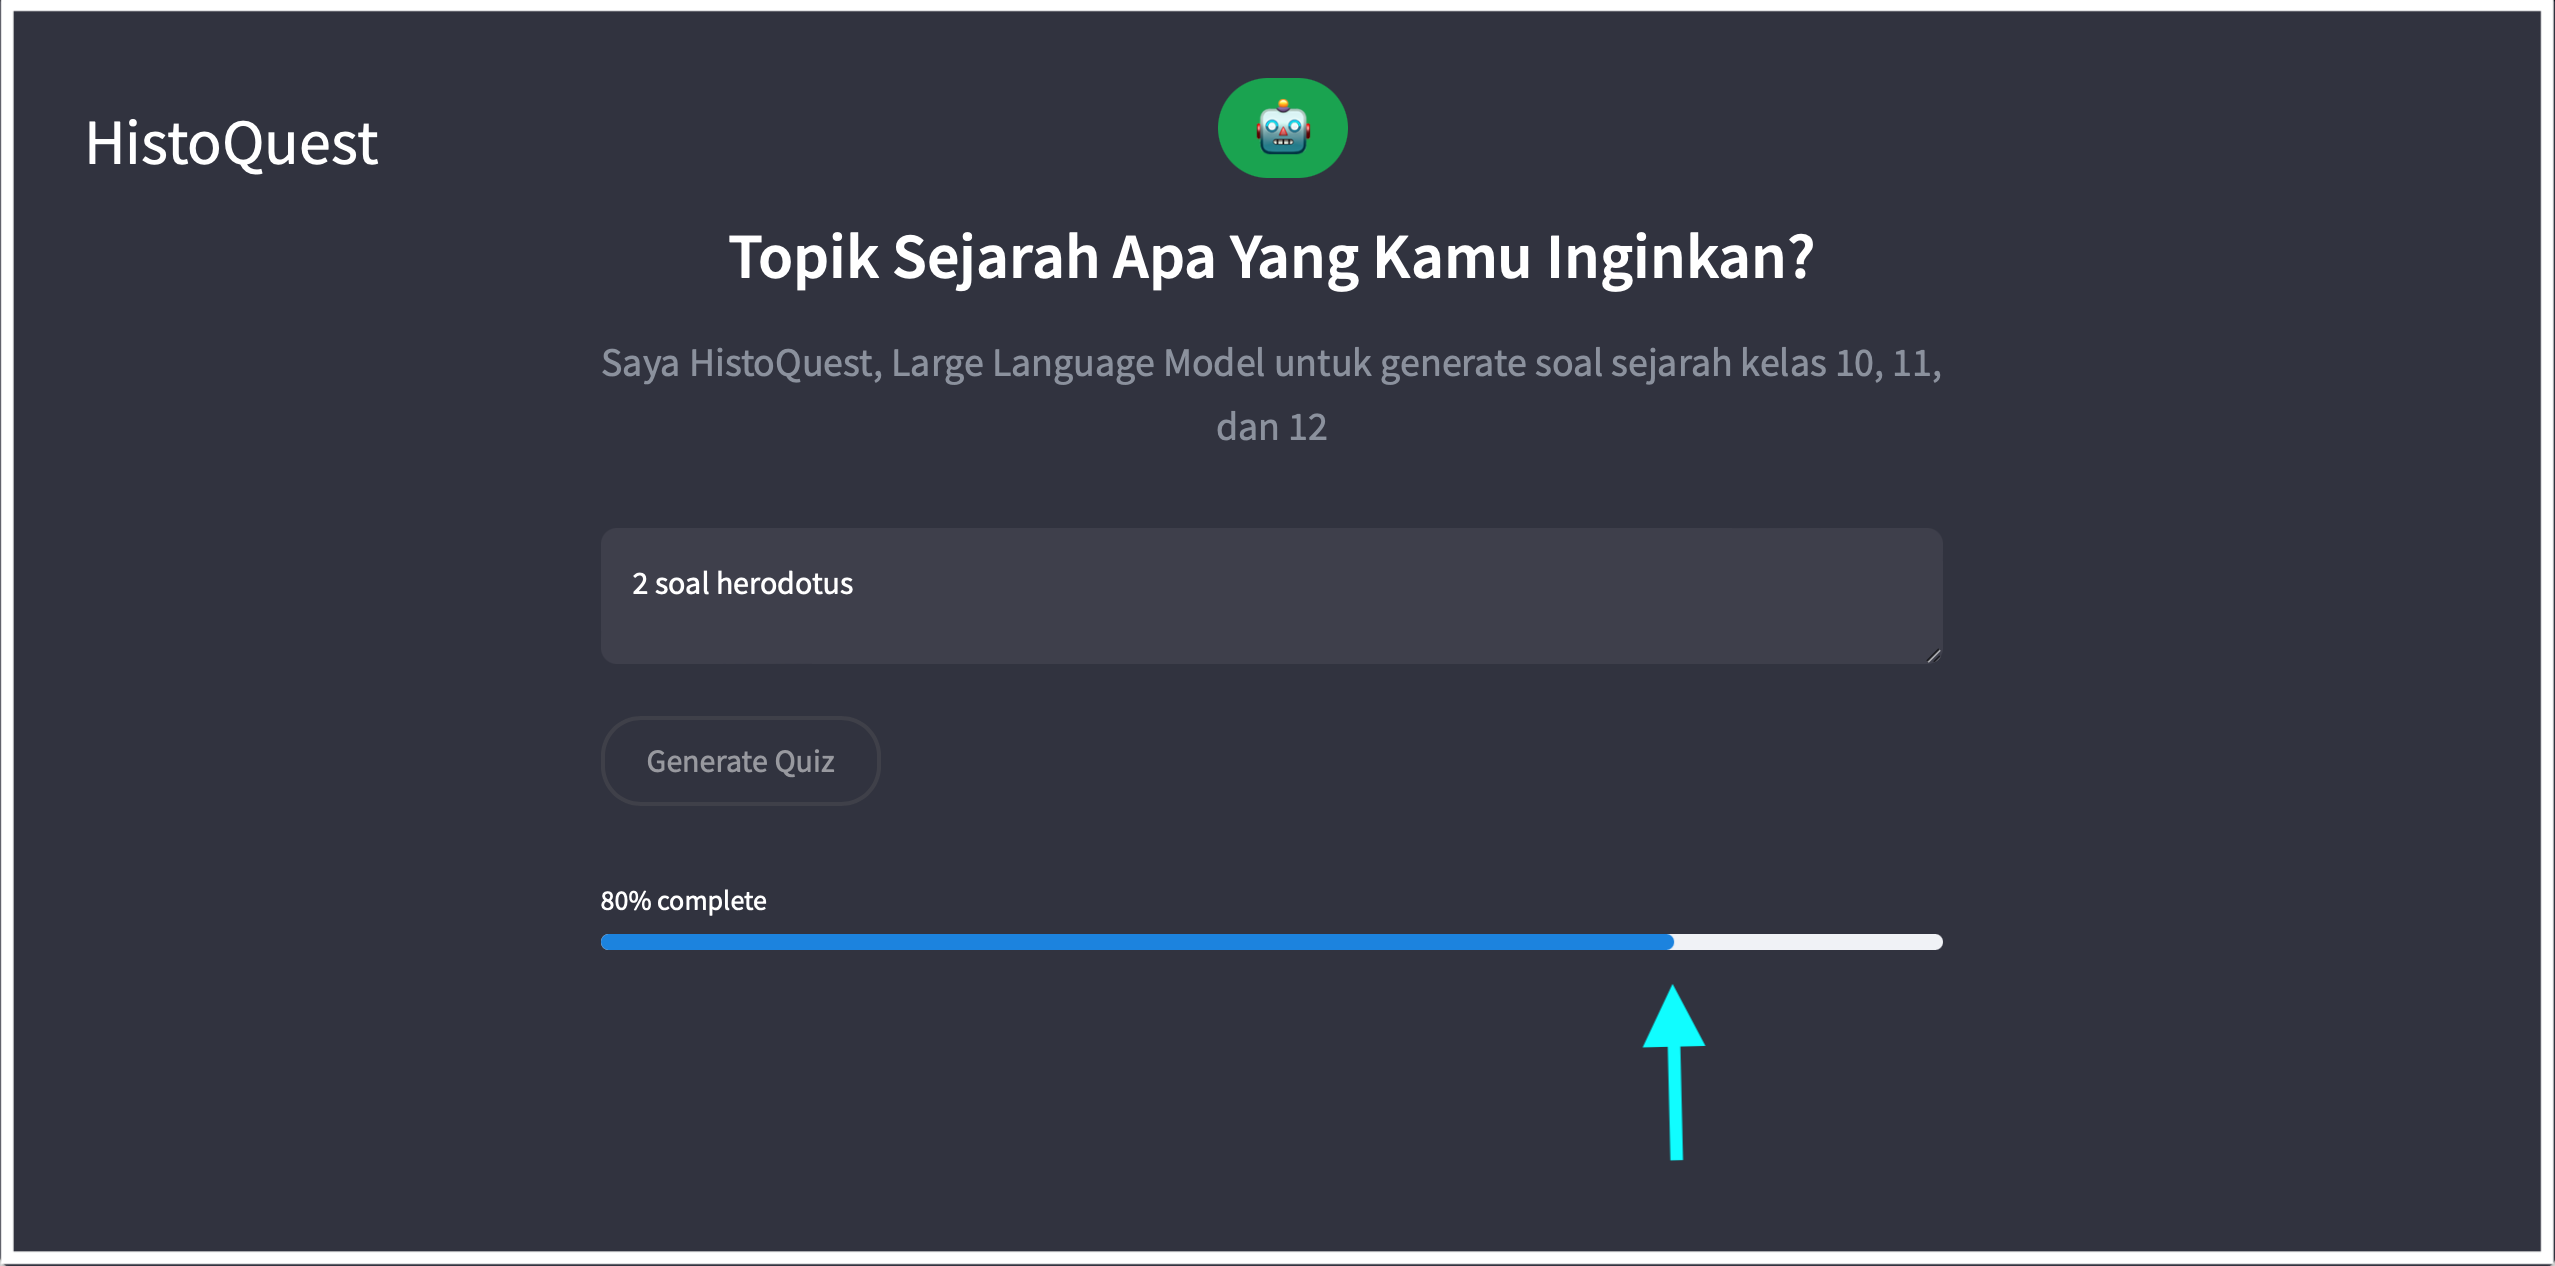 HistoQuest
Topik Sejarah Apa Yang Kamu Inginkan?
Saya HistoQuest, Large Language Model untuk generate soal sejarah kelas 10, 11,
dan 12
2 soal herodotus
Generate Quiz
80% complete